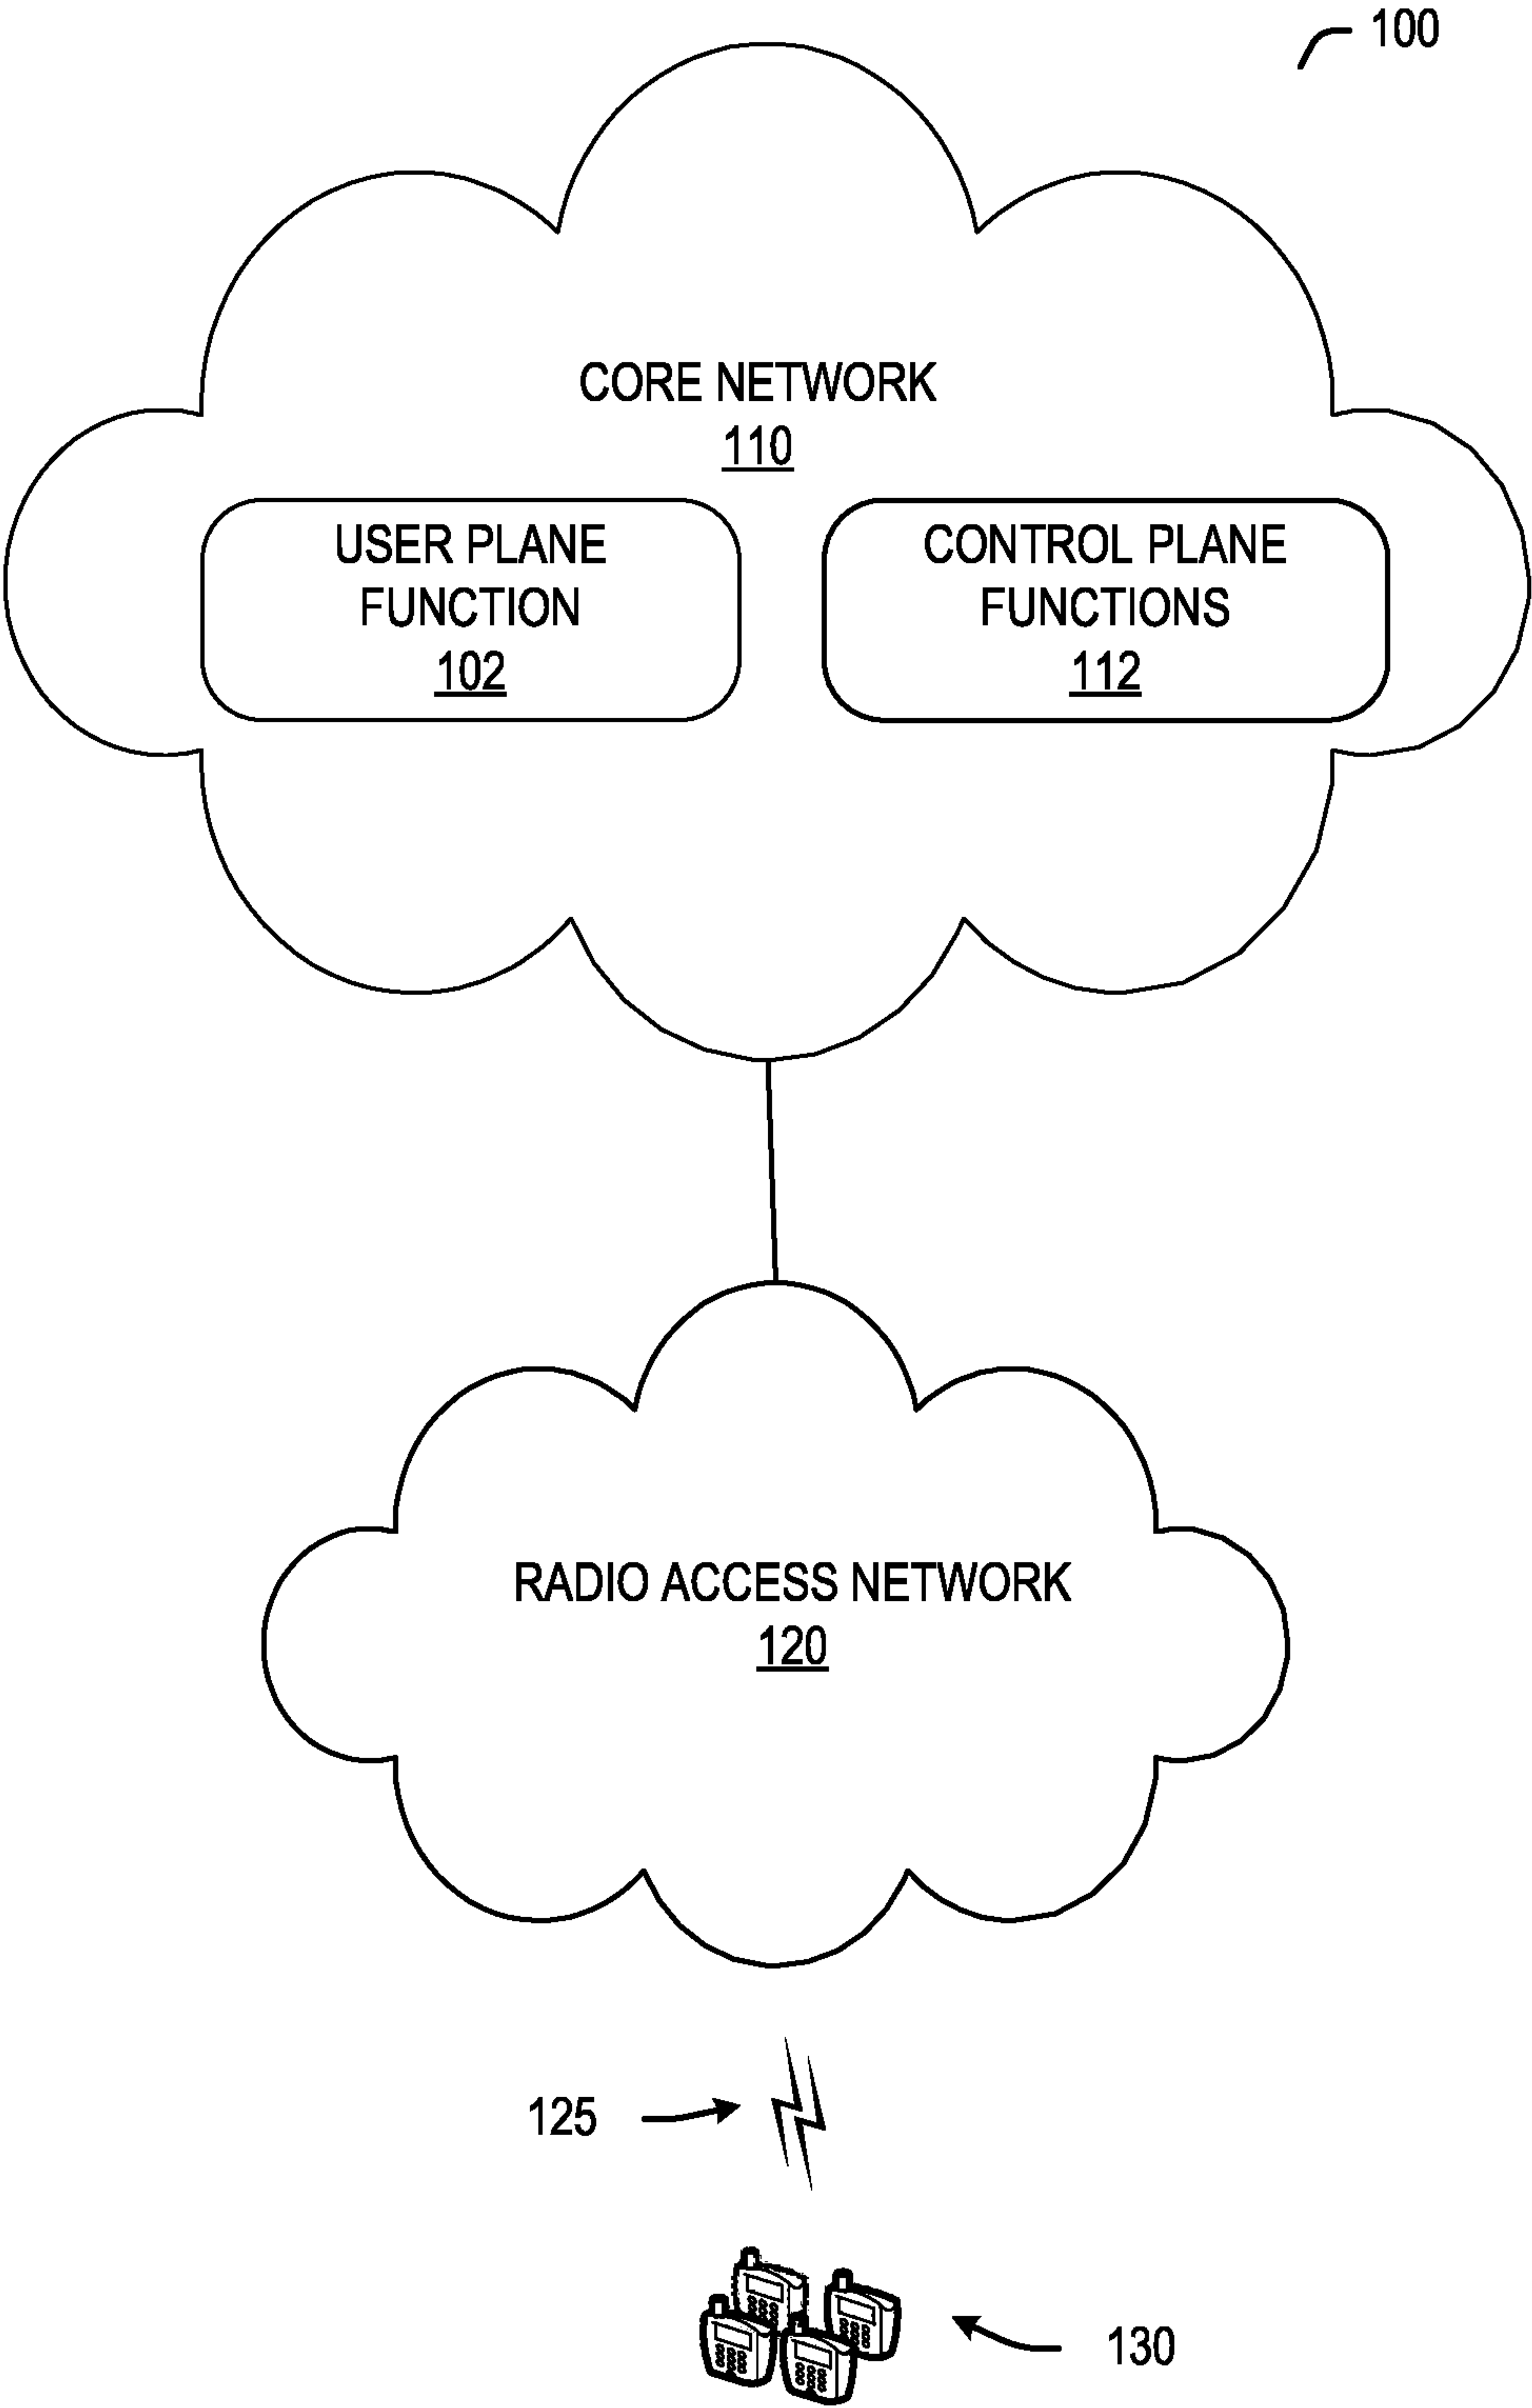 100
CORE NETWORK
110
USER PLANE
FUNCTION
102
CONTROL PLANE
FUNCTIONS
112
RADIO ACCESS NETWORK
120
125
130